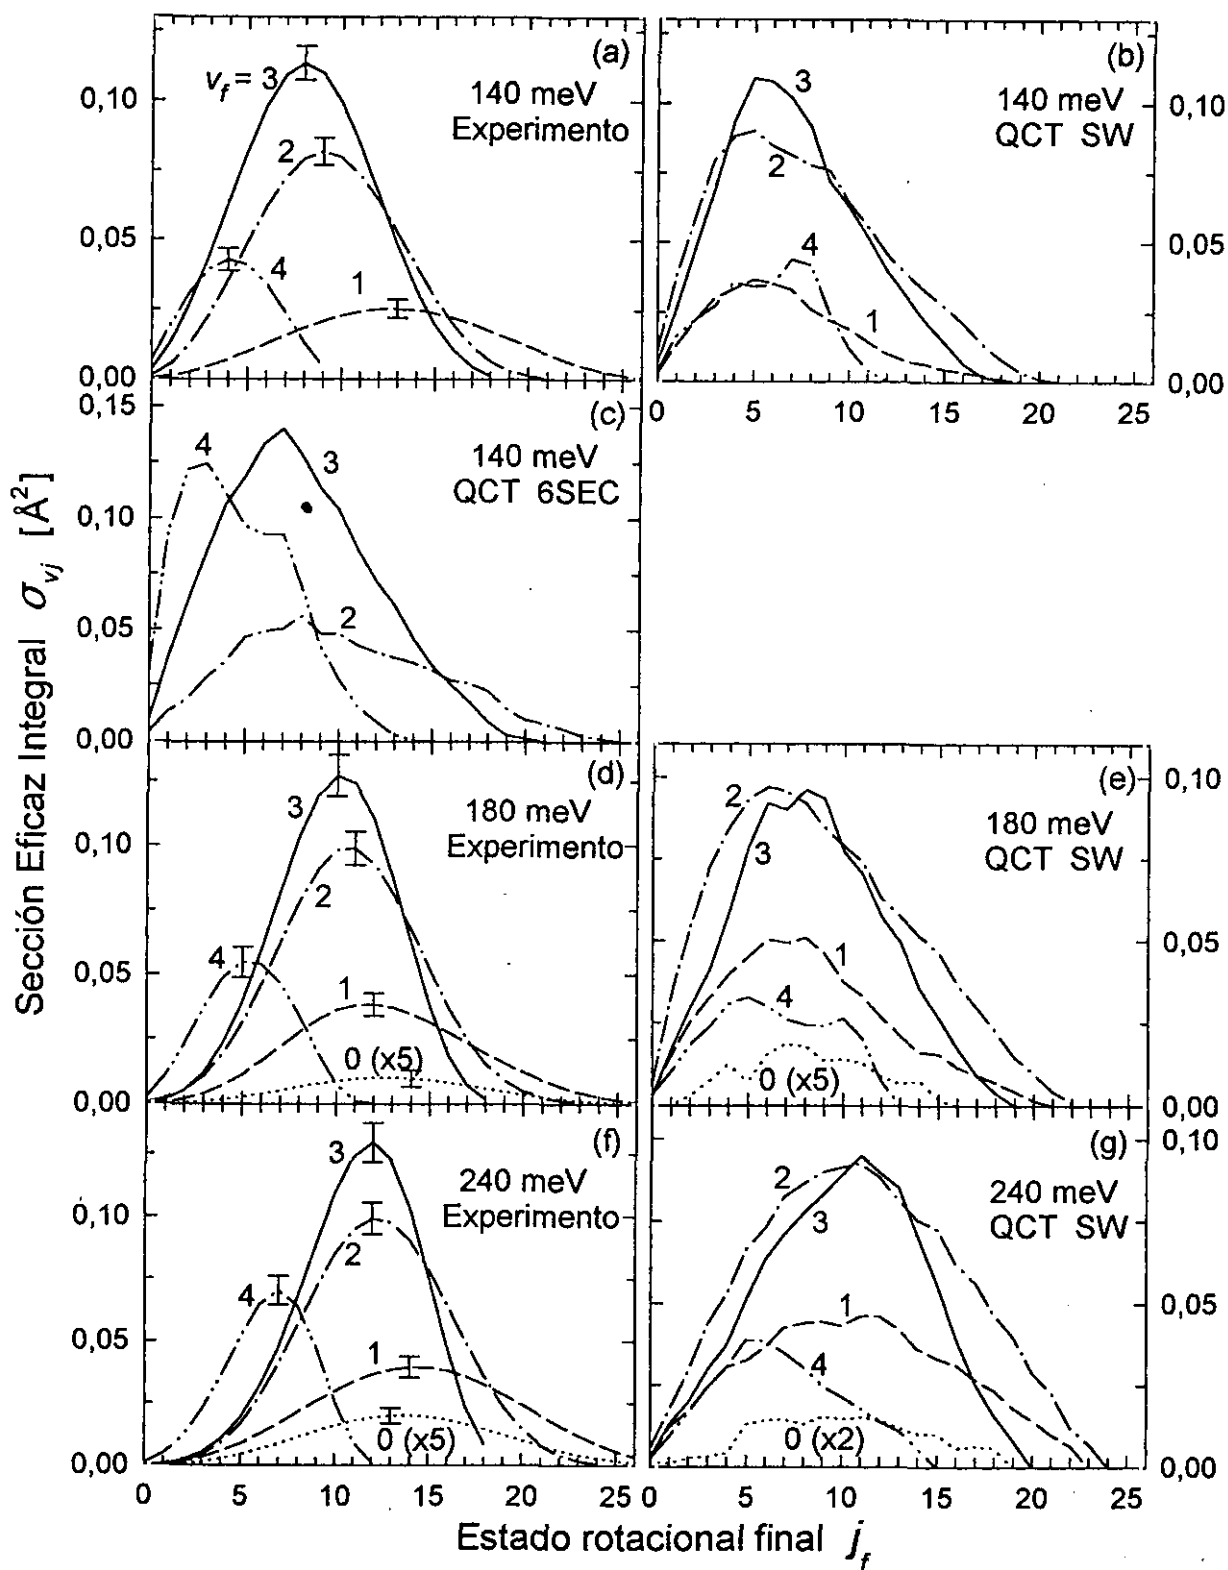 (a)
140 meV
Experimento
v_f = 3
2
4
1
0,10
0,05
0,00
(b)
140 meV
QCT SW
3
2
4
1
0,10
0,05
0,00
0 5 10 15 20 25
(c)
140 meV
QCT 6SEC
4
3
2
0,15
0,10
0,05
0,00
(d)
180 meV
Experimento
3
2
4
1
0 (x5)
0,10
0,05
0,00
(e)
180 meV
QCT SW
2
3
1
4
0 (x5)
0,10
0,05
0,00
(f)
240 meV
Experimento
3
2
4
1
0 (x5)
0,10
0,05
0,00
0 5 10 15 20 25
(g)
240 meV
QCT SW
2
3
1
4
0 (x2)
0,10
0,05
0,00
0 5 10 15 20 25
Sección Eficaz Integral σ_vj [Å²]
Estado rotacional final j_f